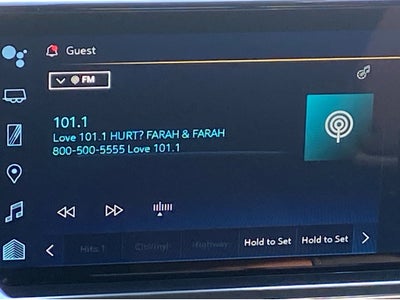 Guest
FM
101.1
Love 101.1 HURT? FARAH & FARAH
800-500-5555 Love 101.1
Hits 1
Highway
Hold to Set
Hold to Set